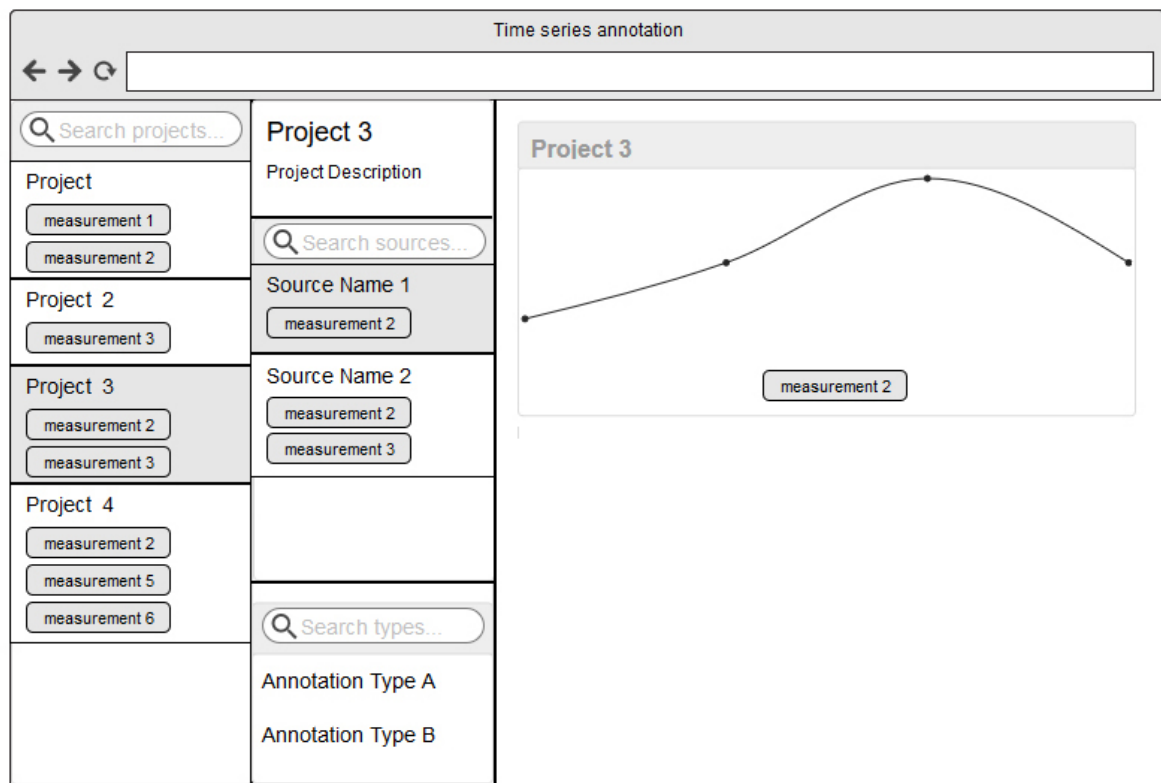 Time series annotation
Search projects...
Project
measurement 1
measurement 2
Project 2
measurement 3
Project 3
measurement 2
measurement 3
Project 4
measurement 2
measurement 5
measurement 6
Project 3
Project Description
Search sources...
Source Name 1
measurement 2
Source Name 2
measurement 2
measurement 3
Search types...
Annotation Type A
Annotation Type B
Project 3
measurement 2